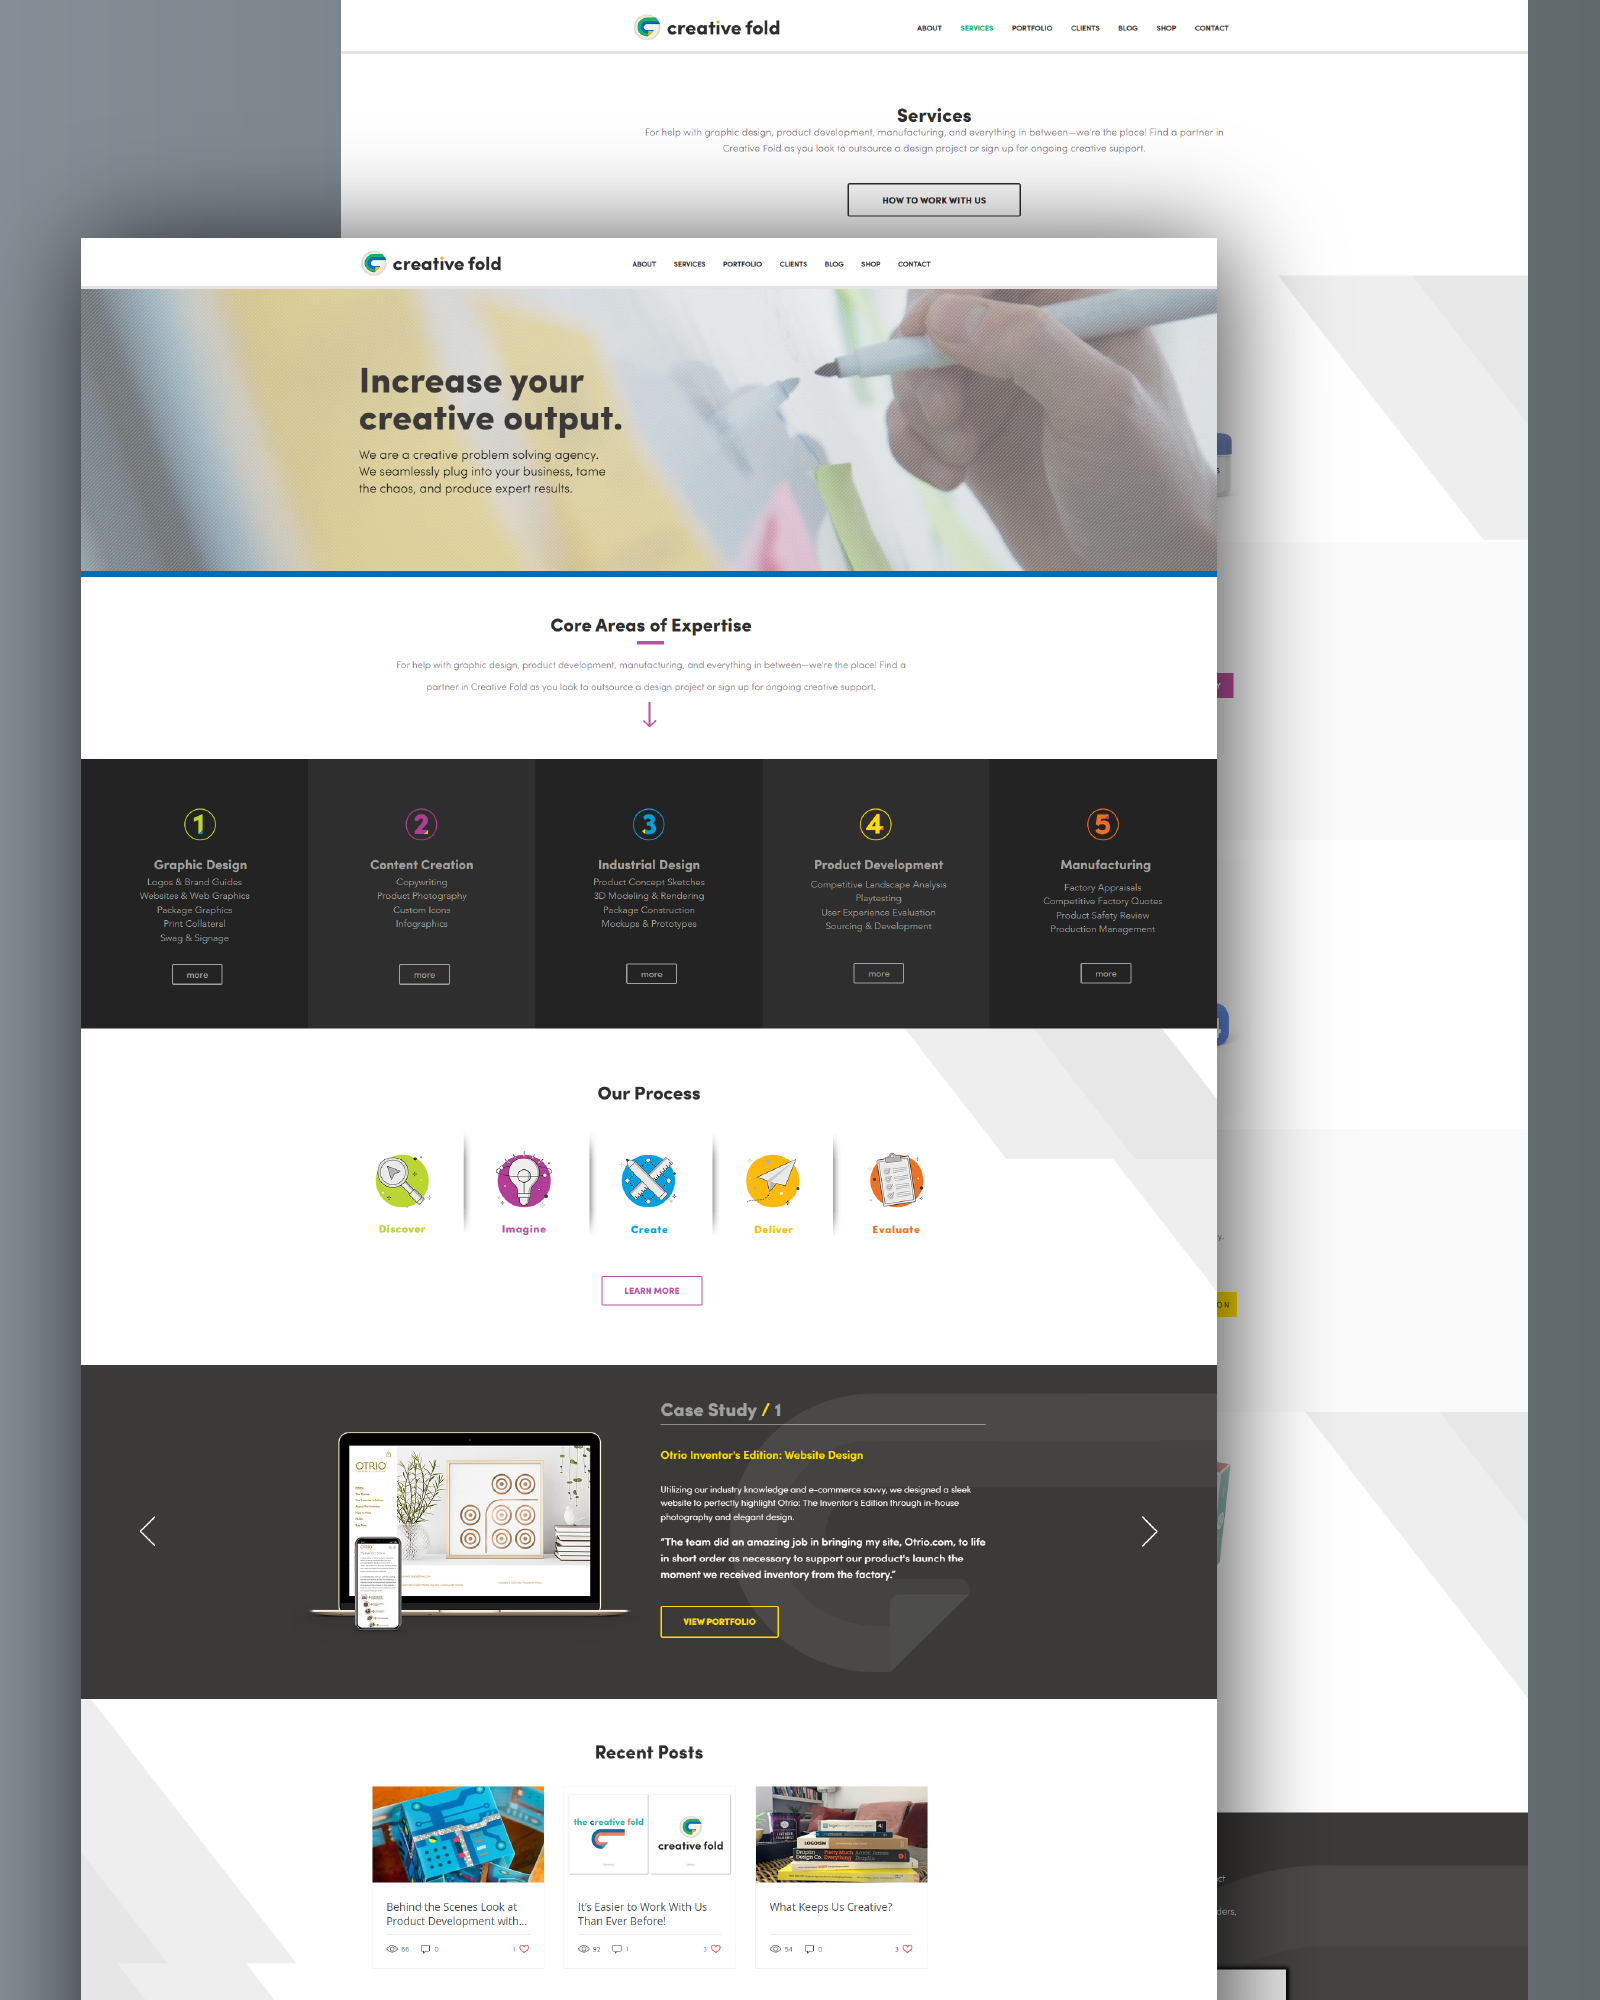 creative fold
ABOUT SERVICES PORTFOLIO CLIENTS BLOG SHOP CONTACT
Services
For help with graphic design, product development, manufacturing, and everything in between—we're the place! Find a partner in
Creative Fold as you look to outsource a design project or sign up for ongoing creative support.
HOW TO WORK WITH US
creative fold
ABOUT SERVICES PORTFOLIO CLIENTS BLOG SHOP CONTACT
Increase your
creative output.
We are a creative problem solving agency.
We seamlessly plug into your business, tame
the chaos, and produce expert results.
Core Areas of Expertise
For help with graphic design, product development, manufacturing, and everything in between—we're the place! Find a
partner in Creative Fold as you look to outsource a design project or sign up for ongoing creative support.
1
Graphic Design
Logos & Brand Guides
Websites & Web Graphics
Package Graphics
Print Collateral
Swag & Signage
more
2
Content Creation
Copywriting
Product Photography
Custom Icons
Infographics
more
3
Industrial Design
Product Concept Sketches
3D Modeling & Rendering
Package Construction
Mockups & Prototypes
more
4
Product Development
Competitive Landscape Analysis
Playtesting
User Experience Evaluation
Sourcing & Development
more
5
Manufacturing
Factory Appraisals
Competitive Factory Quotes
Product Safety Review
Production Management
more
Our Process
Discover
Imagine
Create
Deliver
Evaluate
LEARN MORE
Case Study / 1
Otrio Inventor's Edition: Website Design
Utilizing our industry knowledge and e-commerce savvy, we designed a sleek
website to perfectly highlight Otrio: The Inventor's Edition through in-house
photography and elegant design.
"The team did an amazing job in bringing my site, Otrio.com, to life
in short order as necessary to support our product's launch the
moment we received inventory from the factory."
VIEW PORTFOLIO
OTRIO
Recent Posts
Behind the Scenes Look at
Product Development with...
66 0 1
the creative fold
creative fold
It's Easier to Work With Us
Than Ever Before!
92 1 3
LOGOISM
Draplin
Design Co.
Pretty Much
Everything
Aaron James
Draplin
What Keeps Us Creative?
54 0 3